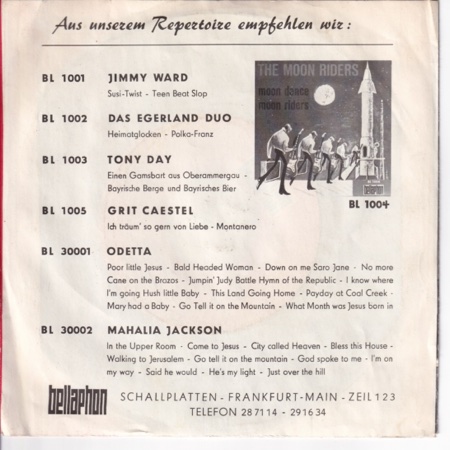 Aus unserem Repertoire empfehlen wir:
BL 1001 JIMMY WARD
Susi-Twist - Teen Beat Slop
BL 1002 DAS EGERLAND DUO
Heimatglocken - Polka-Franz
BL 1003 TONY DAY
Einen Gamsbart aus Oberammergau -
Bayrische Berge und Bayrisches Bier
THE MOON RIDERS
moon dance
moon riders
BL 1004
BL 1005 GRIT CAESTEL
Ich träum' so gern von Liebe - Montanero
BL 30001 ODETTA
Poor little Jesus - Bald Headed Woman - Down on me Saro Jane - No more
Cane on the Brazos - Jumpin' Judy Battle Hymn of the Republic - I know where
I'm going Hush little Baby - This Land Going Home - Payday at Coal Creek -
Mary had a Baby - Go Tell it on the Mountain - What Month was Jesus born in
BL 30002 MAHALIA JACKSON
In the Upper Room - Come to Jesus - City called Heaven - Bless this House -
Walking to Jerusalem - Go tell it on the mountain - God spoke to me - I'm on
my way - Said he would - He's my light - Just over the hill
bellaphon SCHALLPLATTEN - FRANKFURT-MAIN - ZEIL 123
TELEFON 28 71 14 - 29 16 34